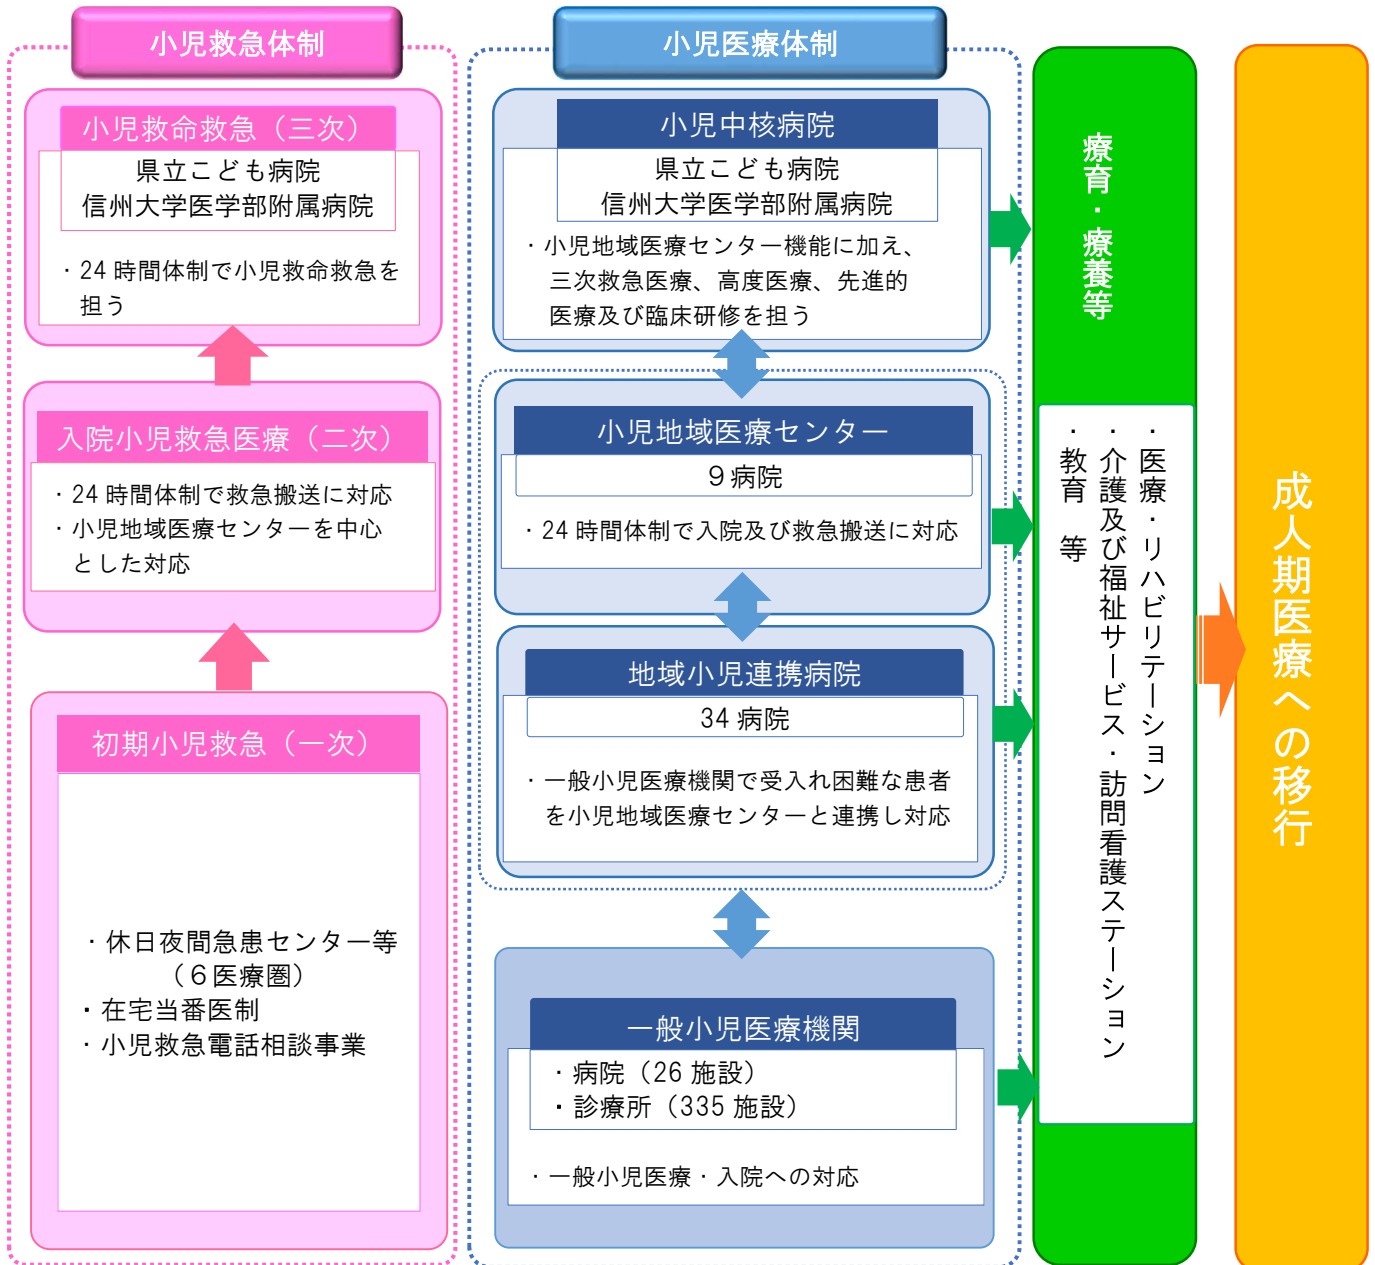 小児救急体制
小児救命救急（三次）
県立こども病院
信州大学医学部附属病院
・24時間体制で小児救命救急を
担う
入院小児救急医療（二次）
・24時間体制で救急搬送に対応
・小児地域医療センターを中心
とした対応
初期小児救急（一次）
・休日夜間急患センター等
（６医療圏）
・在宅当番医制
・小児救急電話相談事業
小児医療体制
小児中核病院
県立こども病院
信州大学医学部附属病院
・小児地域医療センター機能に加え、
三次救急医療、高度医療、先進的
医療及び臨床研修を担う
小児地域医療センター
９病院
・24時間体制で入院及び救急搬送に対応
地域小児連携病院
34病院
・一般小児医療機関で受入れ困難な患者
を小児地域医療センターと連携し対応
一般小児医療機関
・病院（26施設）
・診療所（335施設）
・一般小児医療・入院への対応
療育・療養等
・医療・リハビリテーション
・介護及び福祉サービス・訪問看護ステーション
・教育　等
成人期医療への移行